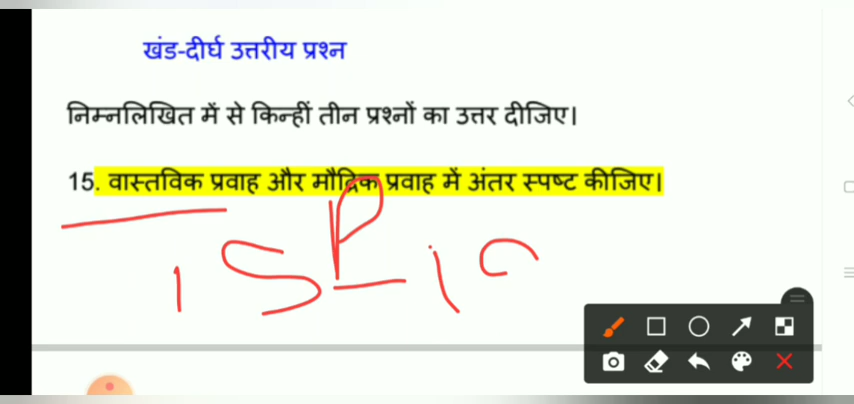 खंड-दीर्घ उत्तरीय प्रश्न
निम्नलिखित में से किन्हीं तीन प्रश्नों का उत्तर दीजिए।
15. वास्तविक प्रवाह और मौद्रिक प्रवाह में अंतर स्पष्ट कीजिए।